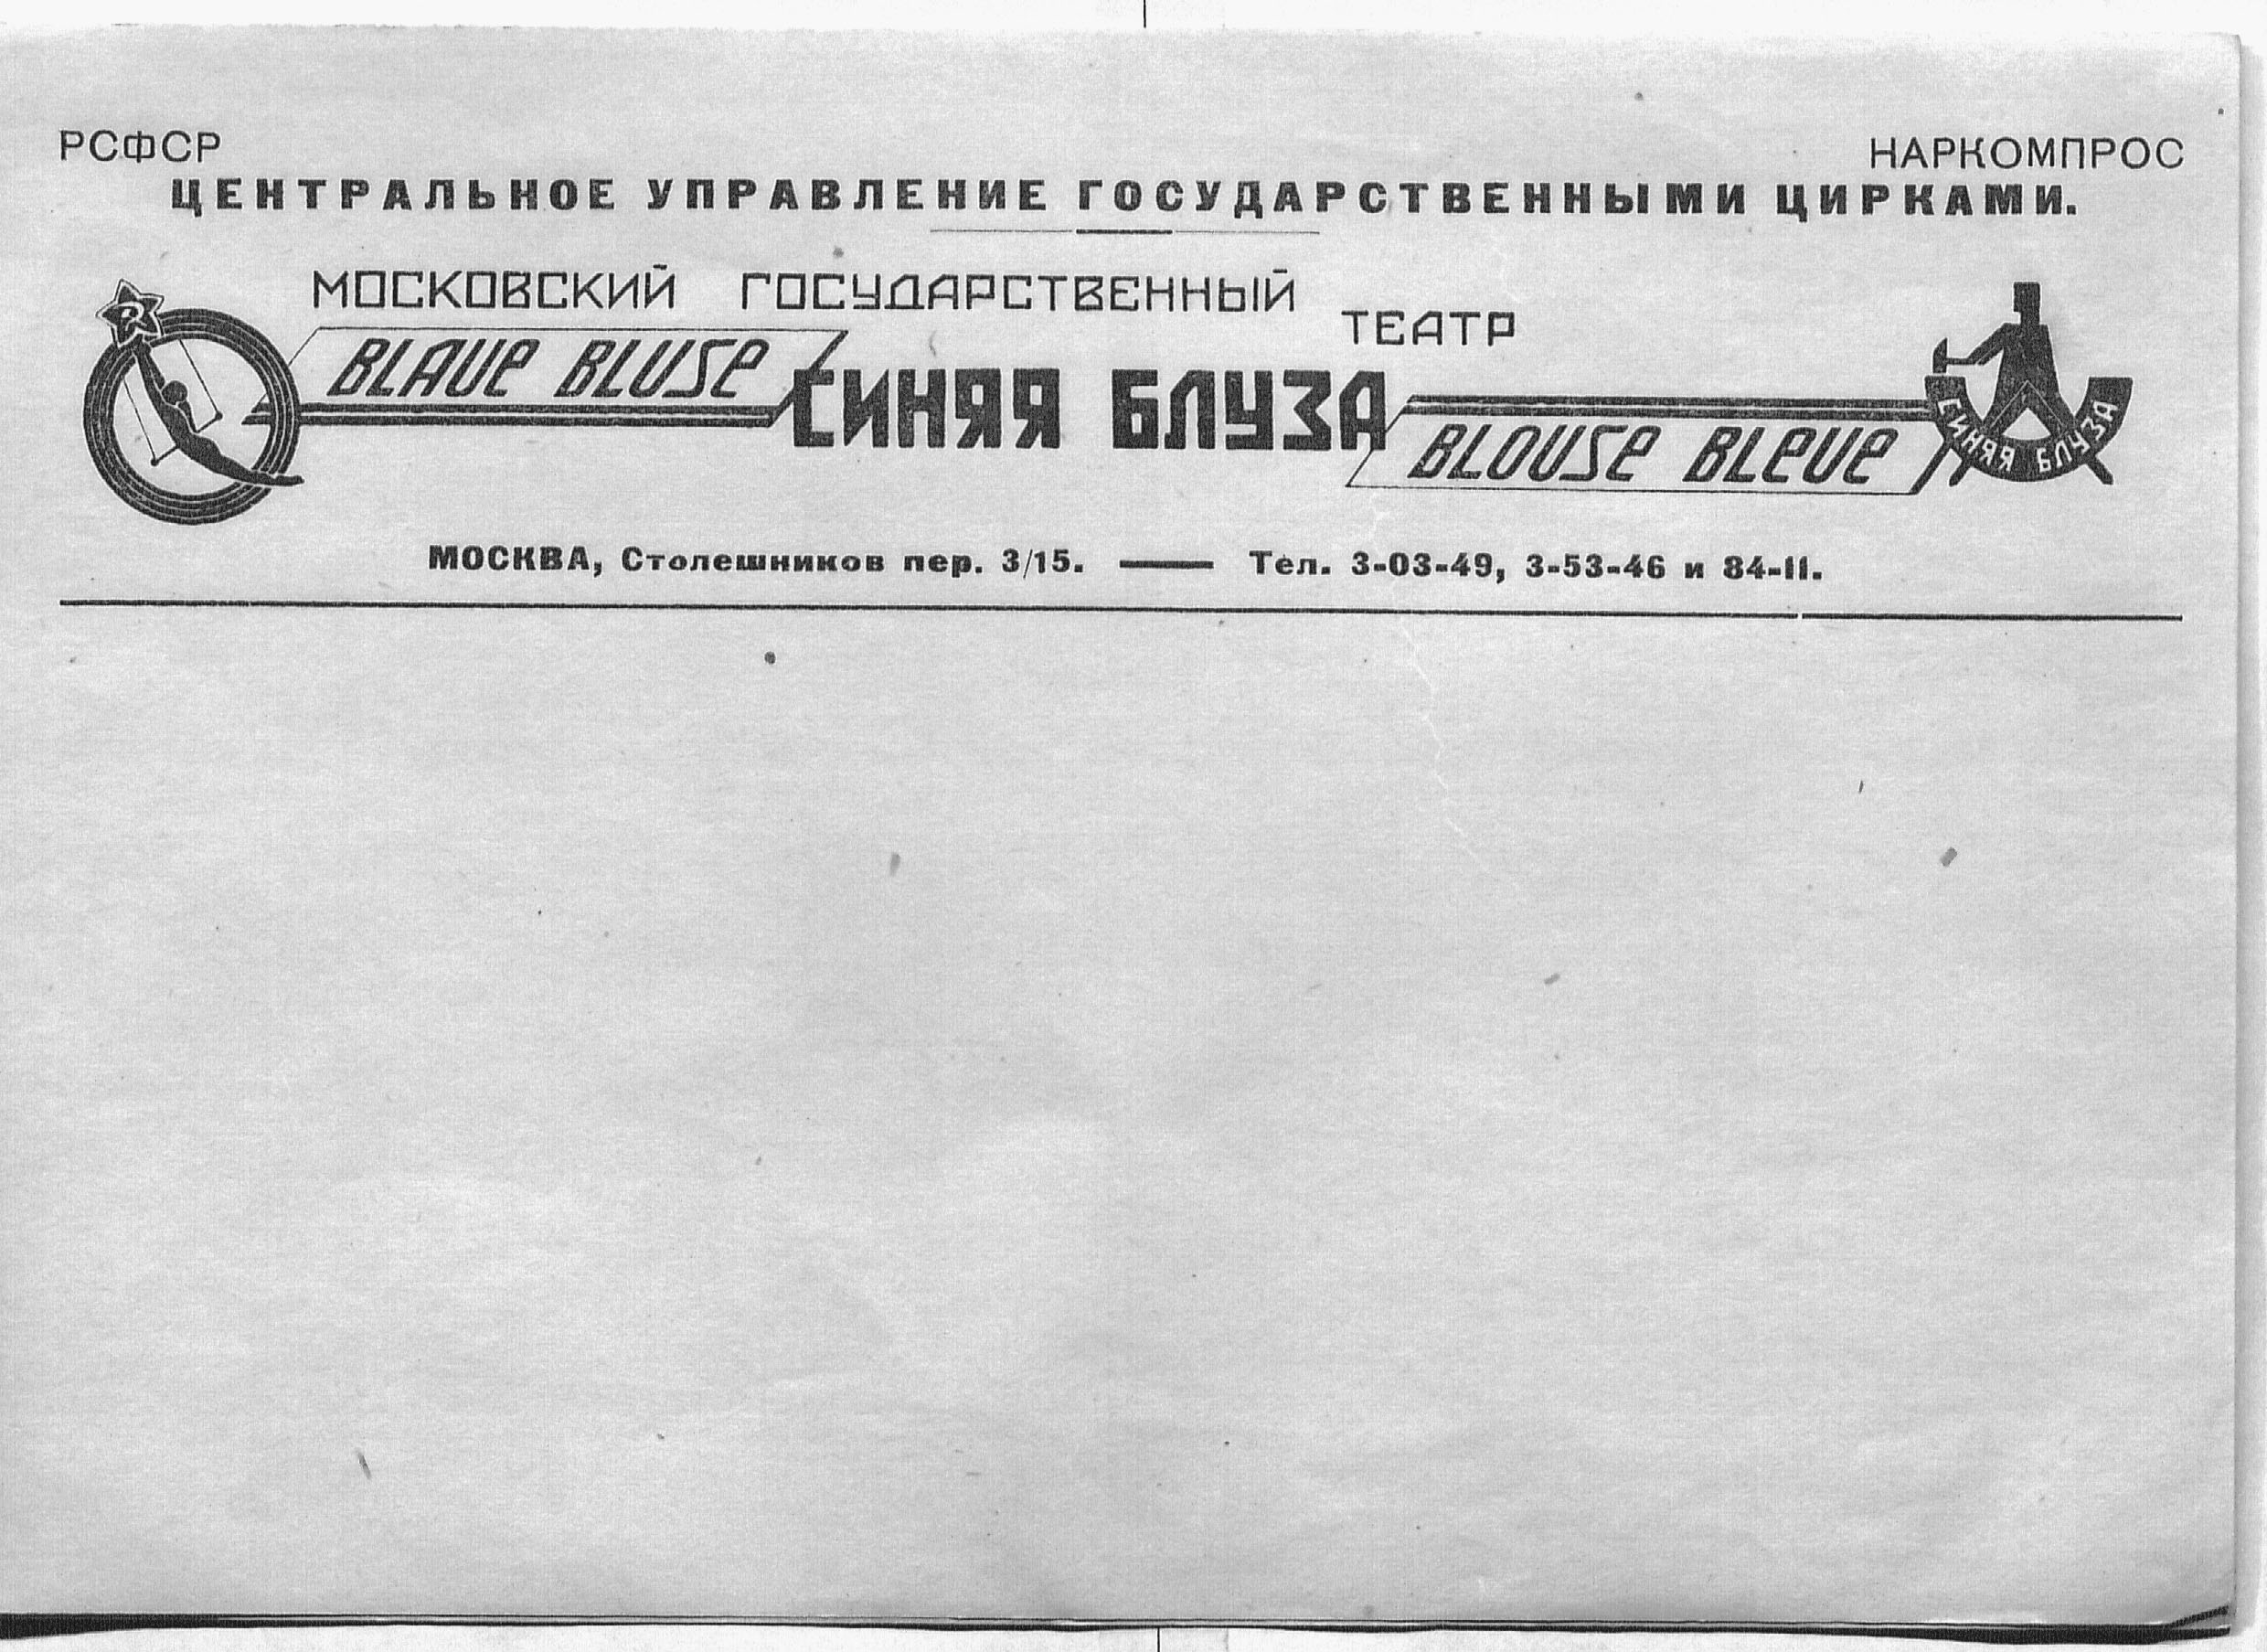 РСФСР НАРКОМПРОС
ЦЕНТРАЛЬНОЕ УПРАВЛЕНИЕ ГОСУДАРСТВЕННЫМИ ЦИРКАМИ.
МОСКОВСКИЙ ГОСУДАРСТВЕННЫЙ
ТЕАТР
BLAUE BLUSE
СИНЯЯ БЛУЗА
BLOUSE BLEUE
СИНЯЯ БЛУЗА
МОСКВА, Столешников пер. 3/15. — Тел. 3-03-49, 3-53-46 и 84-11.